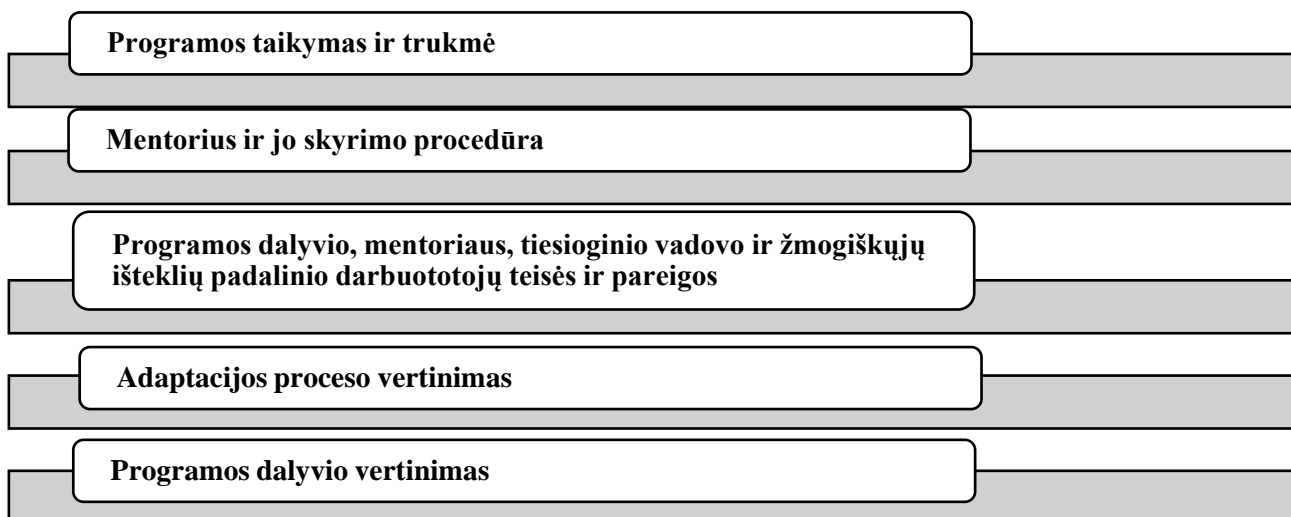 Programos taikymas ir trukmė
Mentorius ir jo skyrimo procedūra
Programos dalyvio, mentoriaus, tiesioginio vadovo ir žmogiškųjų
išteklių padalinio darbuototojų teisės ir pareigos
Adaptacijos proceso vertinimas
Programos dalyvio vertinimas